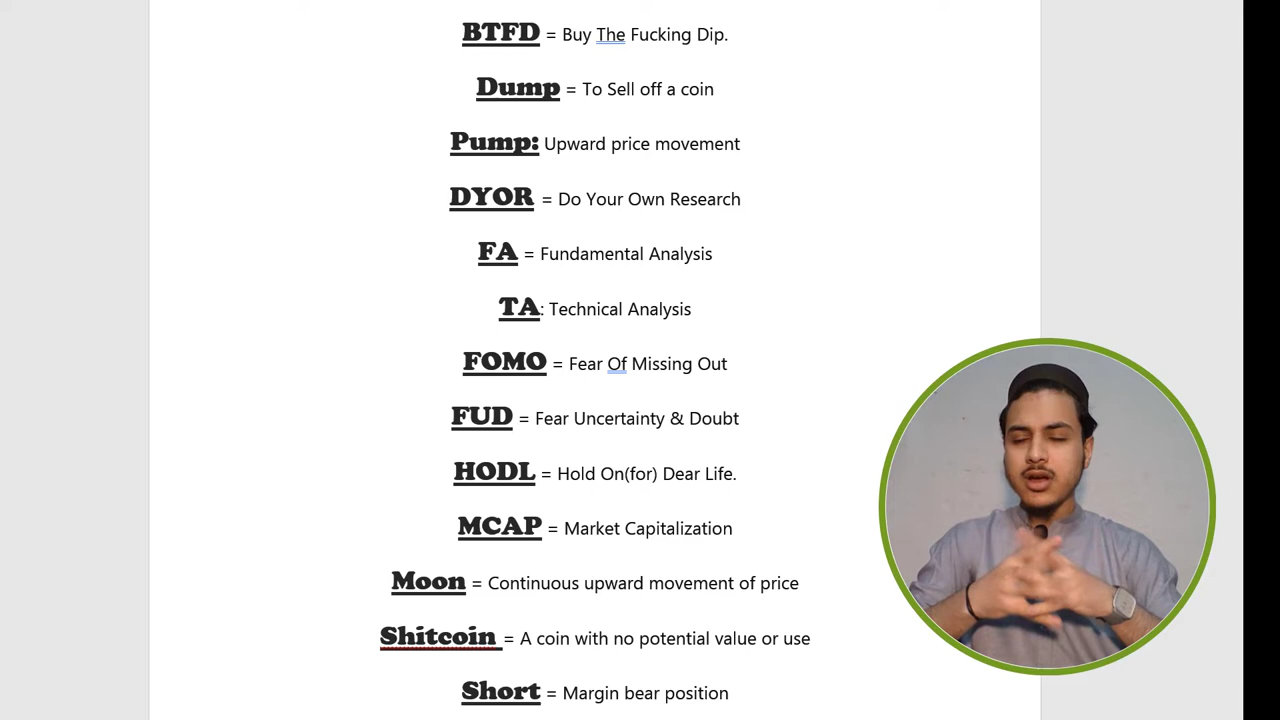 BTFD = Buy The Fucking Dip.
Dump = To Sell off a coin
Pump: Upward price movement
DYOR = Do Your Own Research
FA = Fundamental Analysis
TA: Technical Analysis
FOMO = Fear Of Missing Out
FUD = Fear Uncertainty & Doubt
HODL = Hold On(for) Dear Life.
MCAP = Market Capitalization
Moon = Continuous upward movement of price
Shitcoin = A coin with no potential value or use
Short = Margin bear position